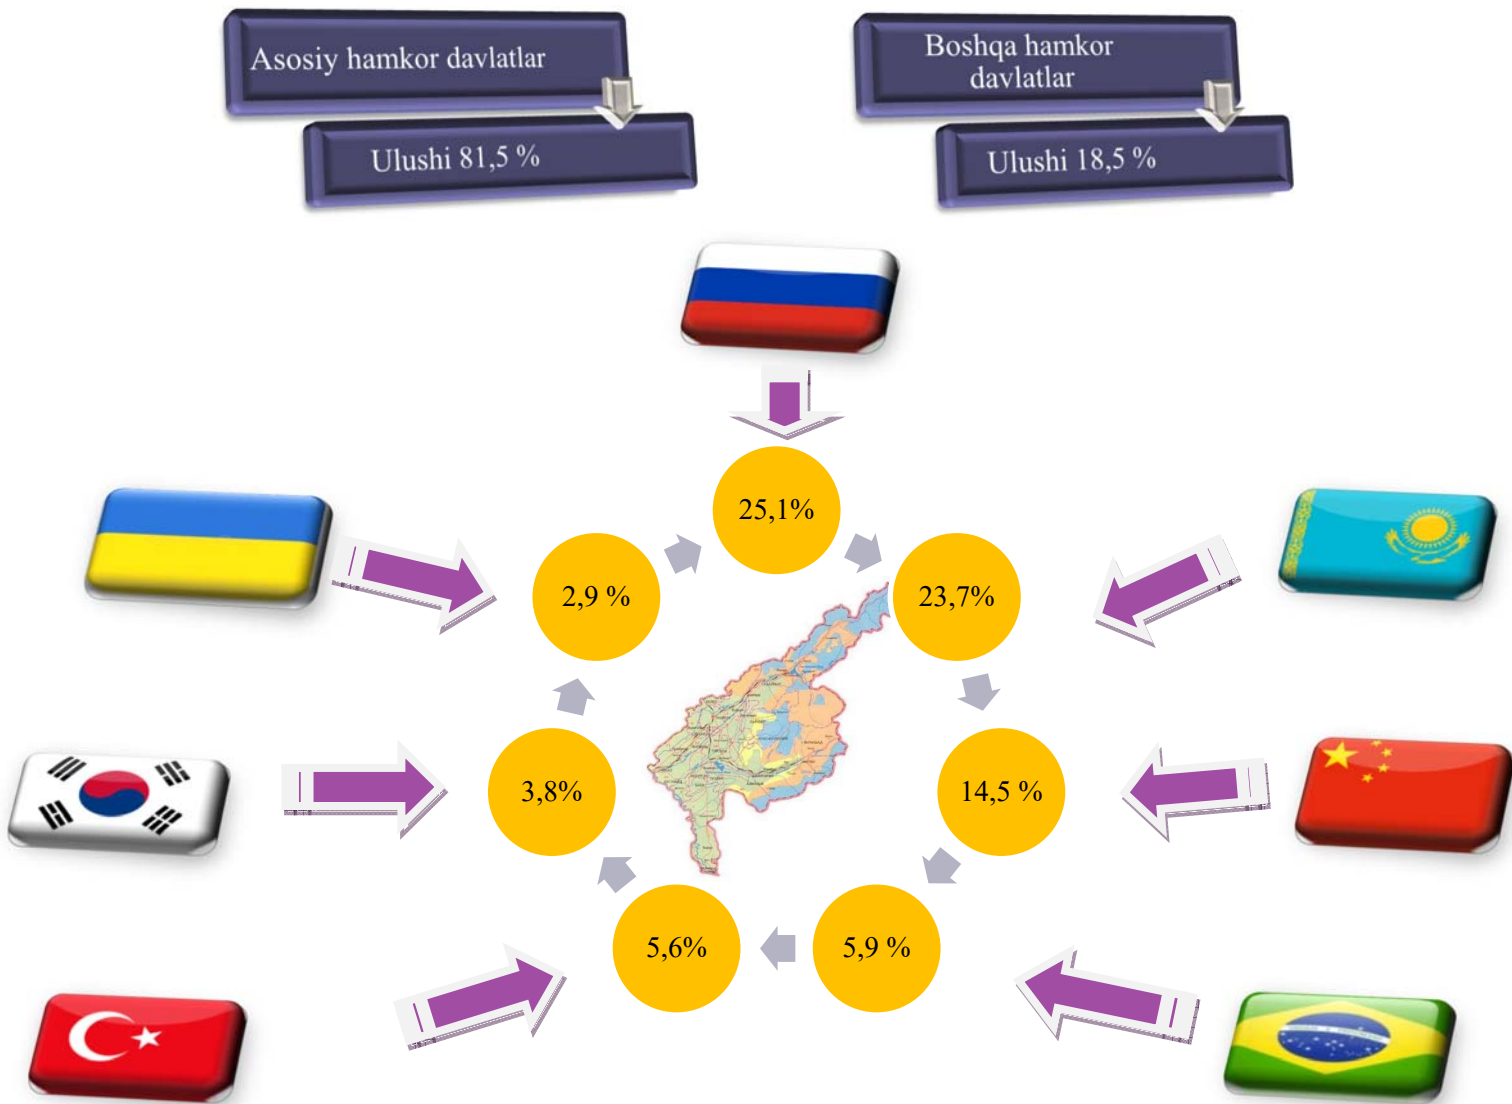 Asosiy hamkor davlatlar
Ulushi 81,5 %
Boshqa hamkor
davlatlar
Ulushi 18,5 %
25,1%
2,9 %
23,7%
3,8%
14,5 %
5,6%
5,9 %